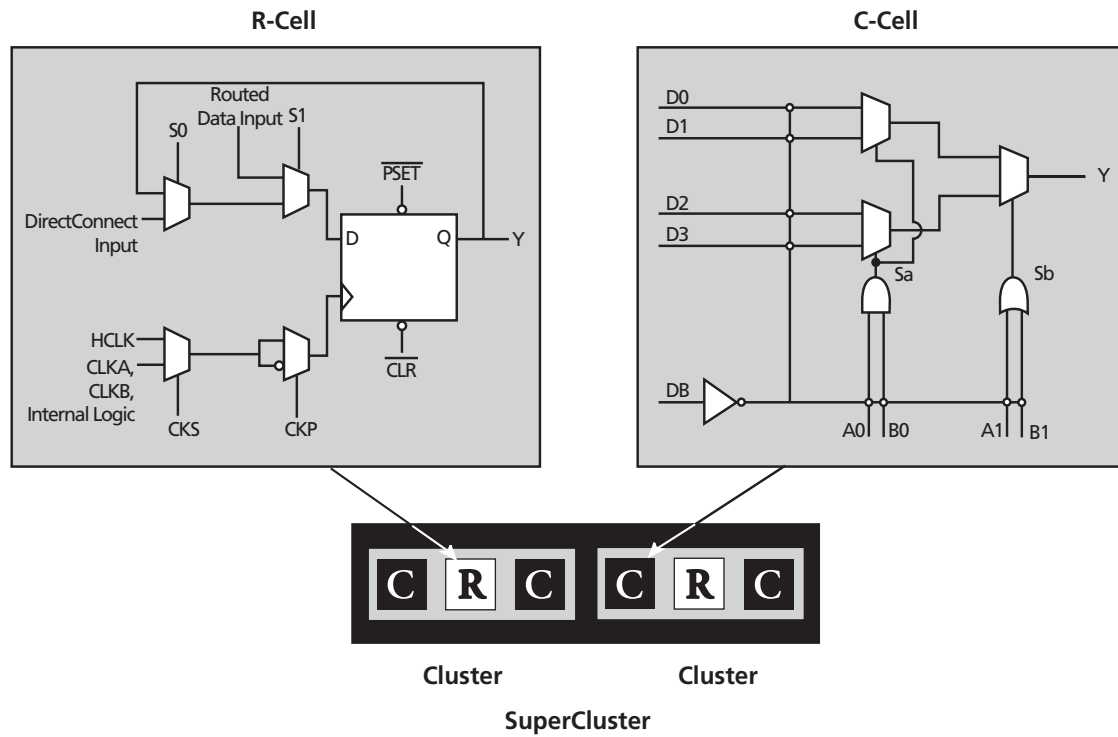 R-Cell
Routed
Data Input
S1
S0
PSET
DirectConnect
Input
D
Q
Y
HCLK
CLKA,
CLKB,
Internal Logic
CKS
CKP
CLR
C-Cell
D0
D1
D2
D3
Sa
Sb
Y
DB
A0
B0
A1
B1
C
R
C
C
R
C
Cluster
Cluster
SuperCluster